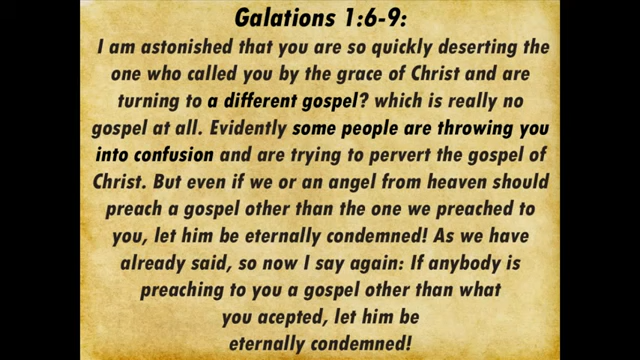 Galations 1:6-9:
I am astonished that you are so quickly deserting the
one who called you by the grace of Christ and are
turning to a different gospel? which is really no
gospel at all. Evidently some people are throwing you
into confusion and are trying to pervert the gospel of
Christ. But even if we or an angel from heaven should
preach a gospel other than the one we preached to
you, let him be eternally condemned! As we have
already said, so now I say again: If anybody is
preaching to you a gospel other than what
you acepted, let him be
eternally condemned!